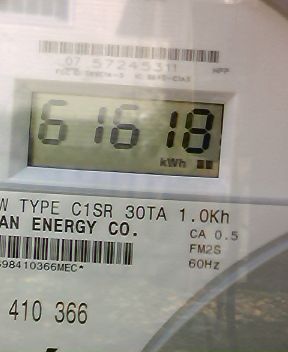 07 57245311
61618
kWh
W TYPE C1SR 30TA 1.0Kh
AN ENERGY CO.
CA 0.5
FM2S
60Hz
98410366MEC*
410 366